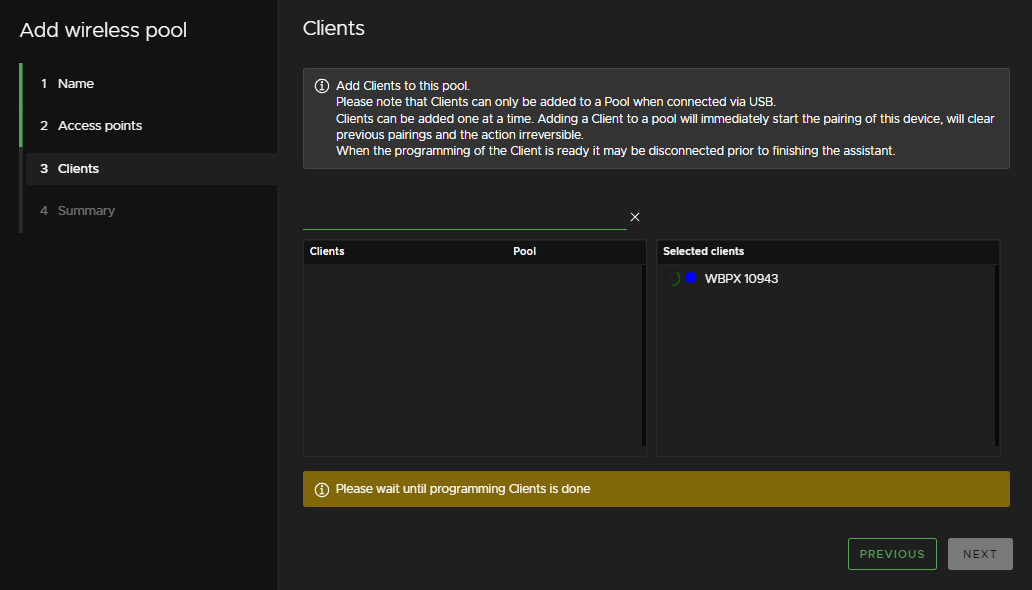 Add wireless pool
1 Name
2 Access points
3 Clients
4 Summary
Clients
Add Clients to this pool.
Please note that Clients can only be added to a Pool when connected via USB.
Clients can be added one at a time. Adding a Client to a pool will immediately start the pairing of this device, will clear
previous pairings and the action irreversible.
When the programming of the Client is ready it may be disconnected prior to finishing the assistant.
Clients Pool
Selected clients
WBPX 10943
Please wait until programming Clients is done
PREVIOUS
NEXT